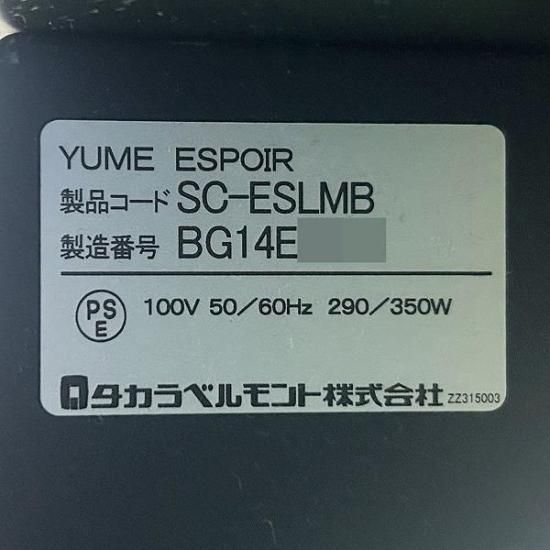 YUME ESPOIR
製品コード SC-ESLMB
製造番号 BG14E
PS
E
100V 50/60Hz 290/350W
タカラベルモント株式会社 ZZ315003